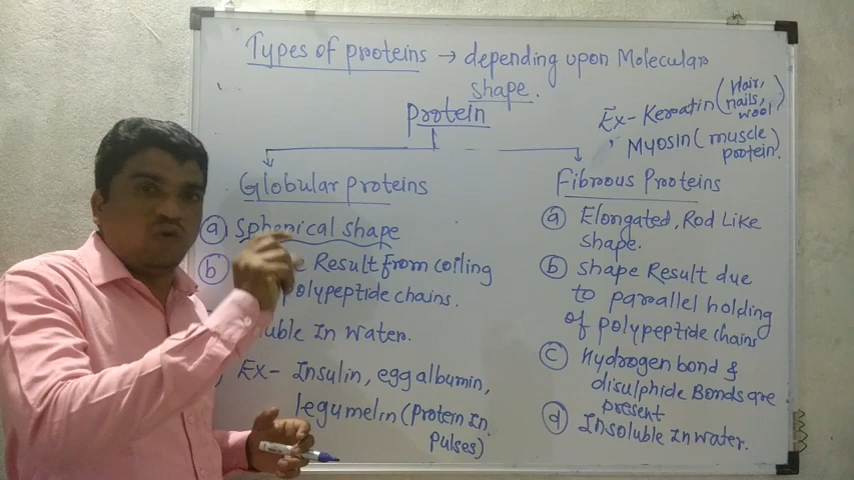 Types of proteins → depending upon Molecular
shape.
Protein
Ex- Keratin (Hair,
nails,
wool)
Myosin (muscle
protein.
Globular proteins
(a) Spherical shape
(b) Result from coiling
polypeptide chains.
uble In Water.
Ex- Insulin, egg albumin,
legumelin (Protein In
Pulses)
Fibrous Proteins
(a) Elongated, Rod Like
shape.
(b) shape Result due
to parallel holding
of polypeptide chains
(c) Hydrogen bond &
disulphide Bonds are
present
(d) Insoluble In water.